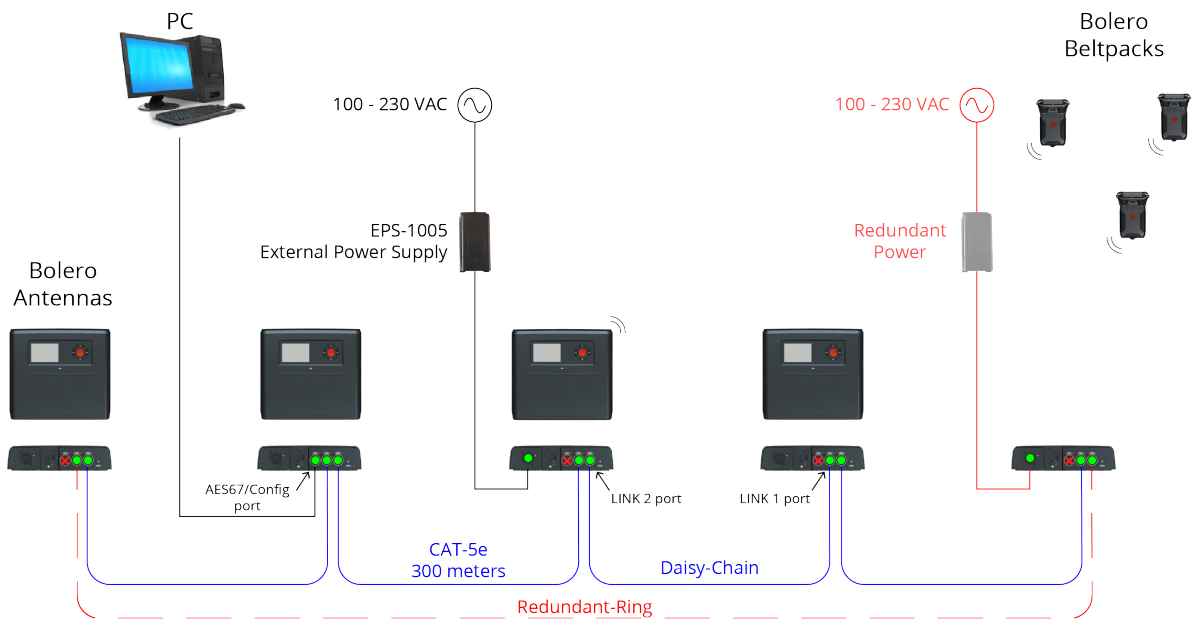 PC
Bolero
Beltpacks
100 - 230 VAC
100 - 230 VAC
EPS-1005
External Power Supply
Redundant
Power
Bolero
Antennas
AES67/Config
port
LINK 2 port
LINK 1 port
CAT-5e
300 meters
Daisy-Chain
Redundant-Ring